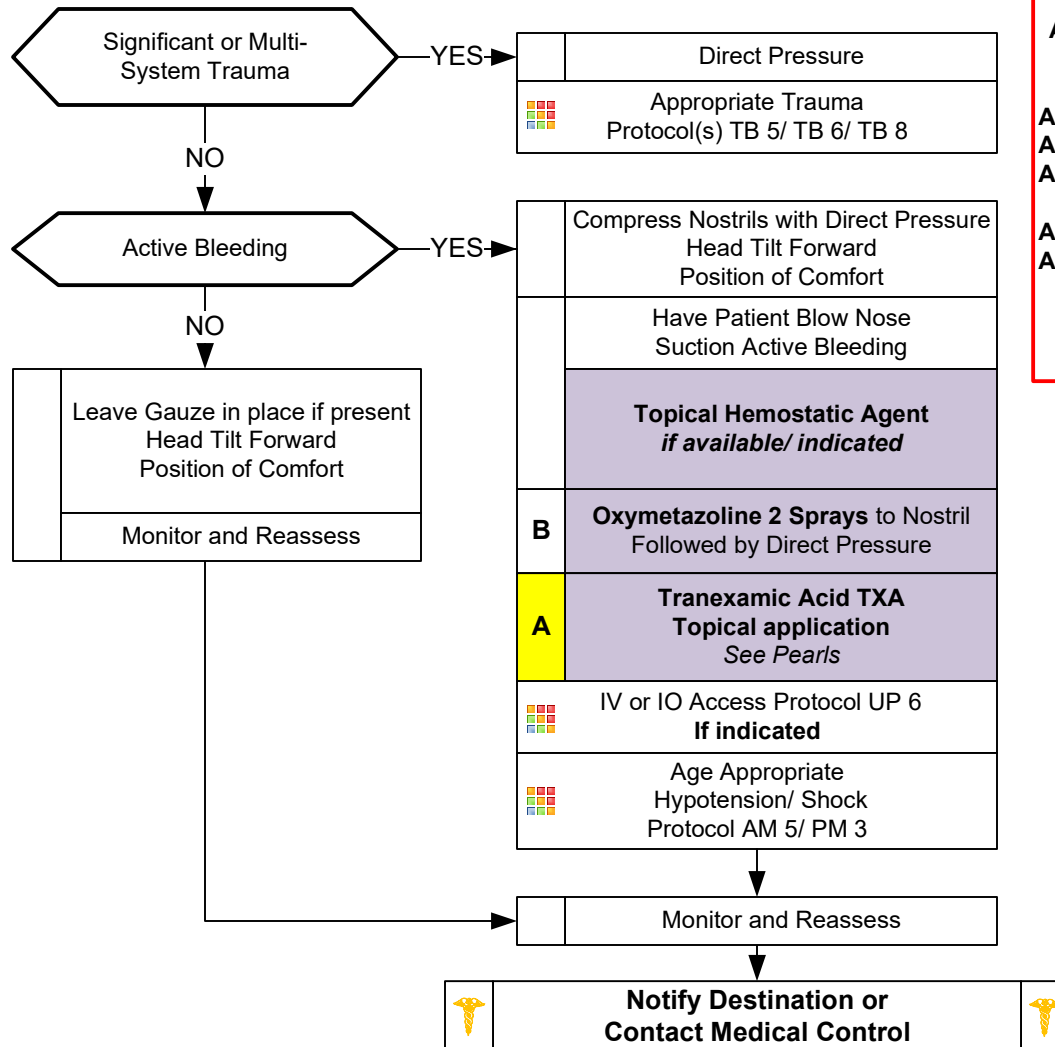 Significant or Multi-
System Trauma
YES
Direct Pressure
Appropriate Trauma
Protocol(s) TB 5/ TB 6/ TB 8
NO
Active Bleeding
YES
Compress Nostrils with Direct Pressure
Head Tilt Forward
Position of Comfort
Have Patient Blow Nose
Suction Active Bleeding
Topical Hemostatic Agent
if available/ indicated
B
Oxymetazoline 2 Sprays to Nostril
Followed by Direct Pressure
A
Tranexamic Acid TXA
Topical application
See Pearls
IV or IO Access Protocol UP 6
If indicated
Age Appropriate
Hypotension/ Shock
Protocol AM 5/ PM 3
NO
Leave Gauze in place if present
Head Tilt Forward
Position of Comfort
Monitor and Reassess
Monitor and Reassess
Notify Destination or
Contact Medical Control
A
A
A
A
A
A